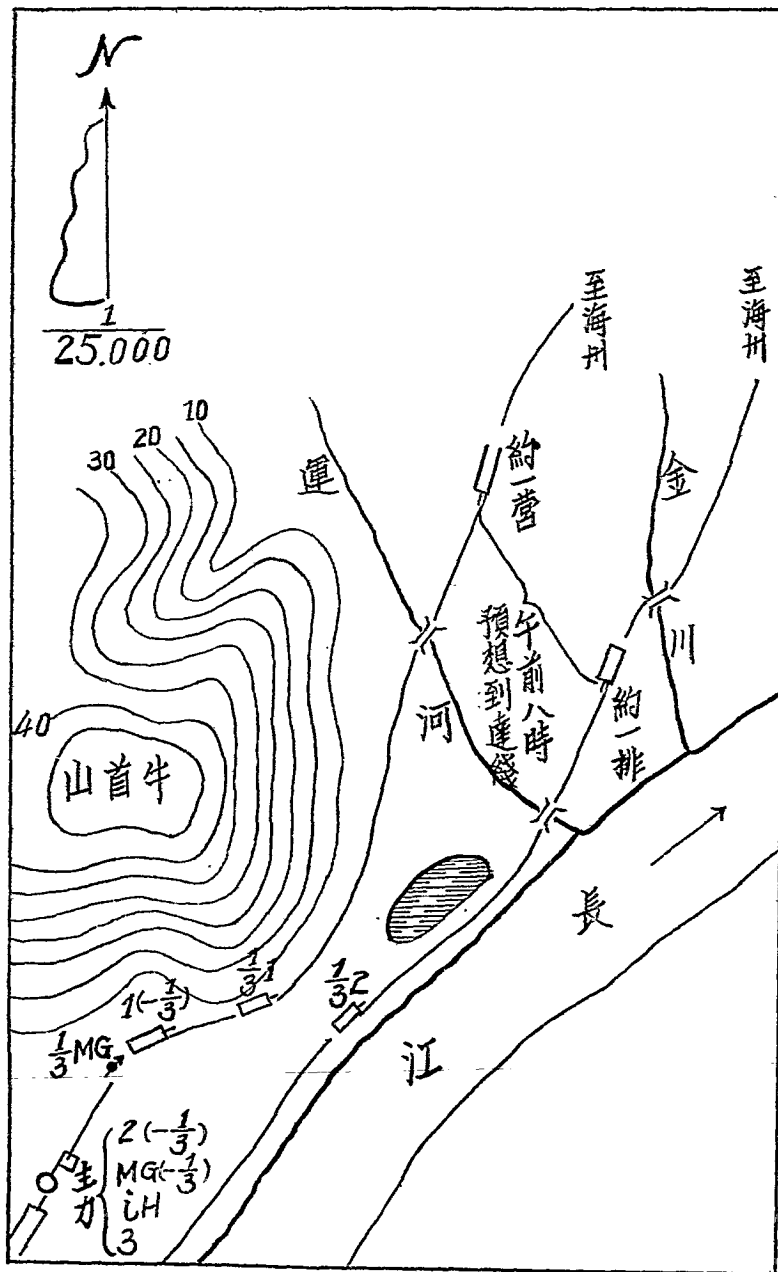 N
1
25.000
至海州
至海州
10
20
30
40
運河
約一營
金川
午前八時
預想到達綫
約一排
牛首山
長江
1/3 1
1(-1/3)
1/3 2
1/3 MG
主力
2(-1/3)
MG(-1/3)
iH
3